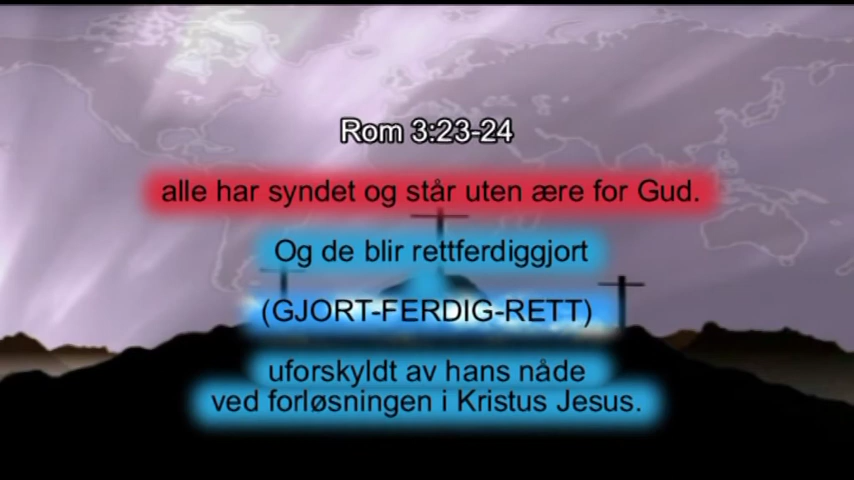 Rom 3:23-24
alle har syndet og står uten ære for Gud.
Og de blir rettferdiggjort
(GJORT-FERDIG-RETT)
uforskyldt av hans nåde
ved forløsningen i Kristus Jesus.